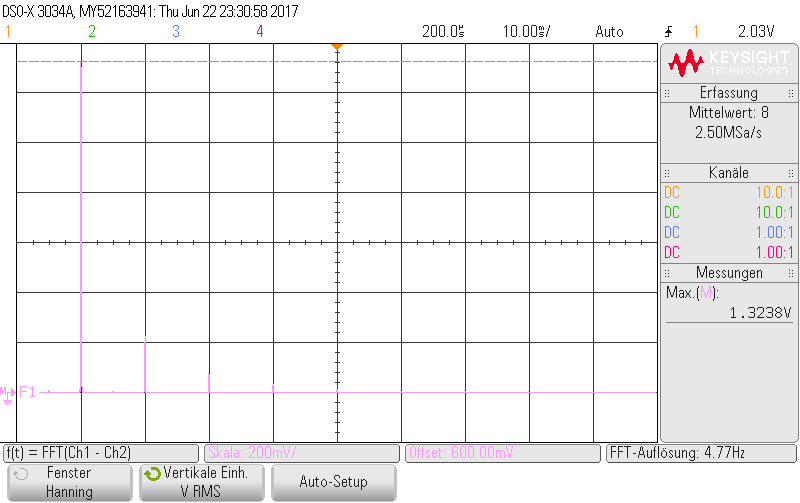 DSO-X 3034A, MY52163941: Thu Jun 22 23:30:58 2017
1 2 3 4 200.0s 10.00s/ Auto 1 2.03V
KEYSIGHT
TECHNOLOGIES
Erfassung
Mittelwert: 8
2.50MSa/s
Kanäle
DC 10.0:1
DC 10.0:1
DC 1.00:1
DC 1.00:1
Messungen
Max.(M):
1.3238V
M F1
f(t) = FFT(Ch1 - Ch2) Skala: 200mV/ Offset: 600.00mV FFT-Auflösung: 4.77Hz
Fenster
Hanning
Vertikale Einh.
V RMS
Auto-Setup